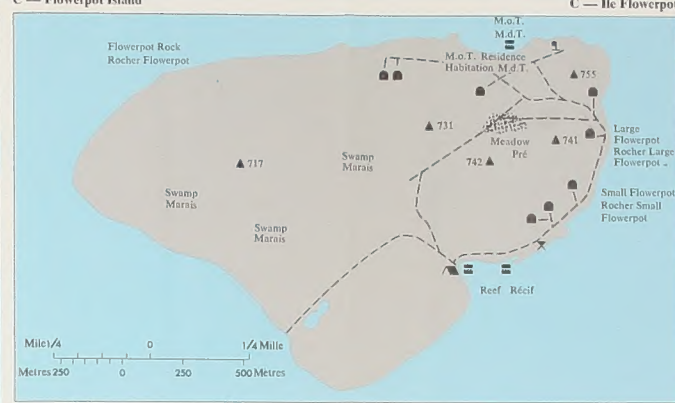 C — Flowerpot Island
C — Ile Flowerpot
M.o.T.
M.d.T.
Flowerpot Rock
Rocher Flowerpot
M.o.T. Residence
Habitation M.d.T.
755
731
Meadow
Pré
741
742
Large
Flowerpot
Rocher Large
Flowerpot
717
Swamp
Marais
Swamp
Marais
Small Flowerpot
Rocher Small
Flowerpot
Swamp
Marais
Reef Récif
Mile 1/4 0 1/4 Mille
Metres 250 0 250 500 Mètres